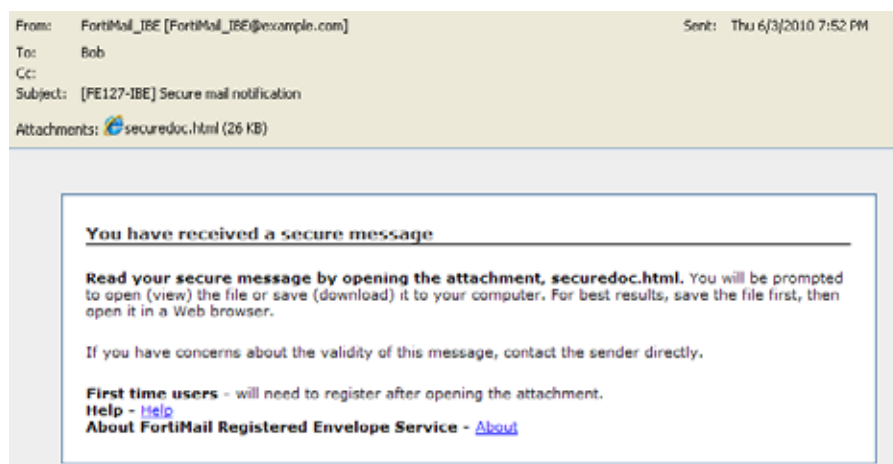 From: FortiMail_IBE [FortiMail_IBE@example.com] Sent: Thu 6/3/2010 7:52 PM
To: Bob
Cc:
Subject: [FE127-IBE] Secure mail notification
Attachments: securedoc.html (26 KB)
You have received a secure message
Read your secure message by opening the attachment, securedoc.html. You will be prompted
to open (view) the file or save (download) it to your computer. For best results, save the file first, then
open it in a Web browser.
If you have concerns about the validity of this message, contact the sender directly.
First time users - will need to register after opening the attachment.
Help - Help
About FortiMail Registered Envelope Service - About